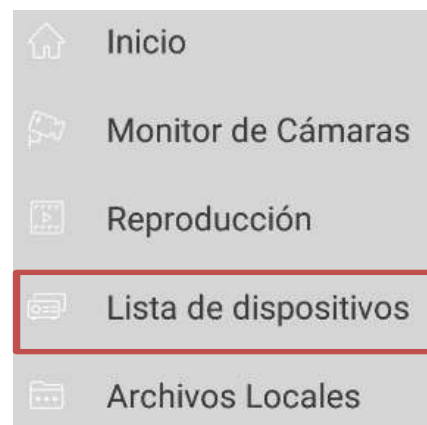 Inicio
Monitor de Cámaras
Reproducción
Lista de dispositivos
Archivos Locales